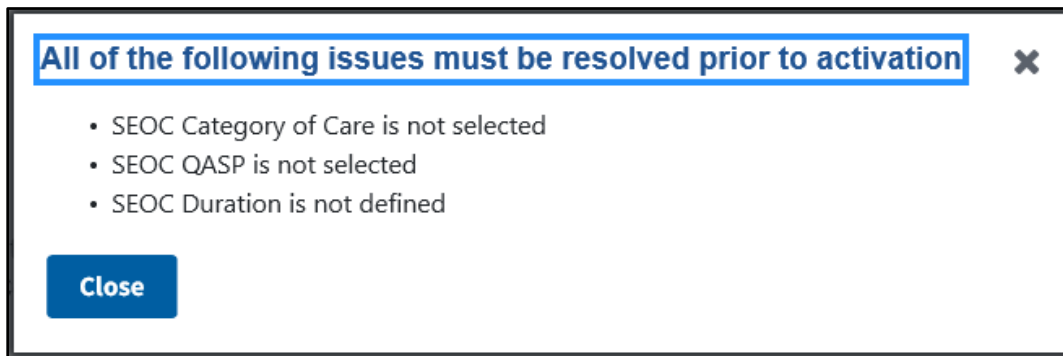 All of the following issues must be resolved prior to activation
• SEOC Category of Care is not selected
• SEOC QASP is not selected
• SEOC Duration is not defined
Close